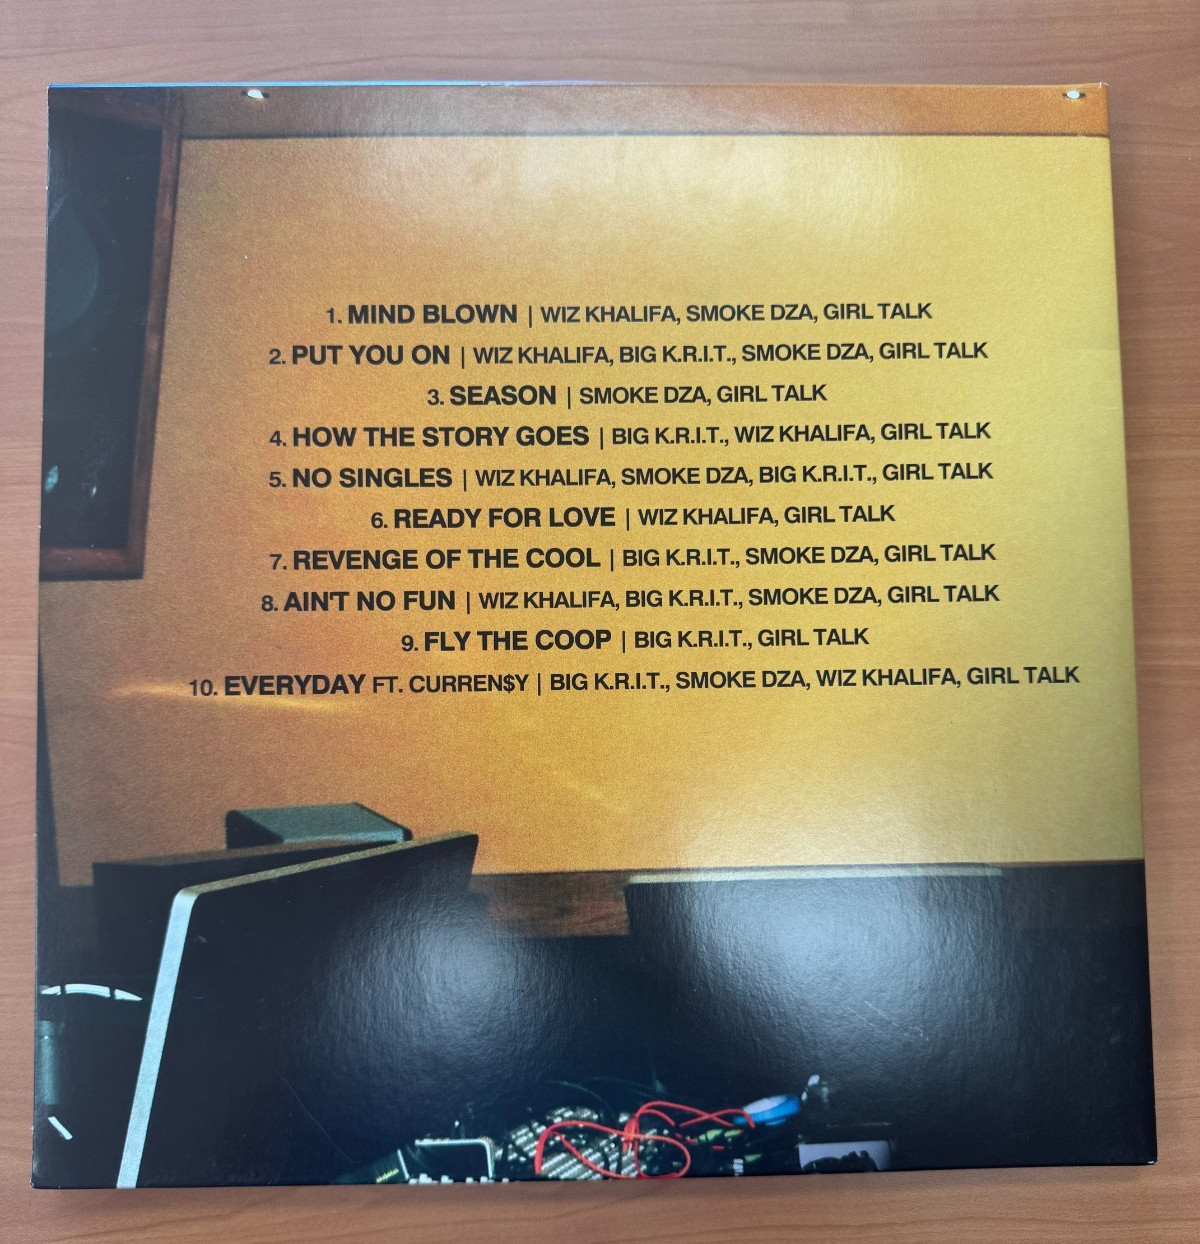 1. MIND BLOWN | WIZ KHALIFA, SMOKE DZA, GIRL TALK
2. PUT YOU ON | WIZ KHALIFA, BIG K.R.I.T., SMOKE DZA, GIRL TALK
3. SEASON | SMOKE DZA, GIRL TALK
4. HOW THE STORY GOES | BIG K.R.I.T., WIZ KHALIFA, GIRL TALK
5. NO SINGLES | WIZ KHALIFA, SMOKE DZA, BIG K.R.I.T., GIRL TALK
6. READY FOR LOVE | WIZ KHALIFA, GIRL TALK
7. REVENGE OF THE COOL | BIG K.R.I.T., SMOKE DZA, GIRL TALK
8. AIN'T NO FUN | WIZ KHALIFA, BIG K.R.I.T., SMOKE DZA, GIRL TALK
9. FLY THE COOP | BIG K.R.I.T., GIRL TALK
10. EVERYDAY FT. CURREN$Y | BIG K.R.I.T., SMOKE DZA, WIZ KHALIFA, GIRL TALK